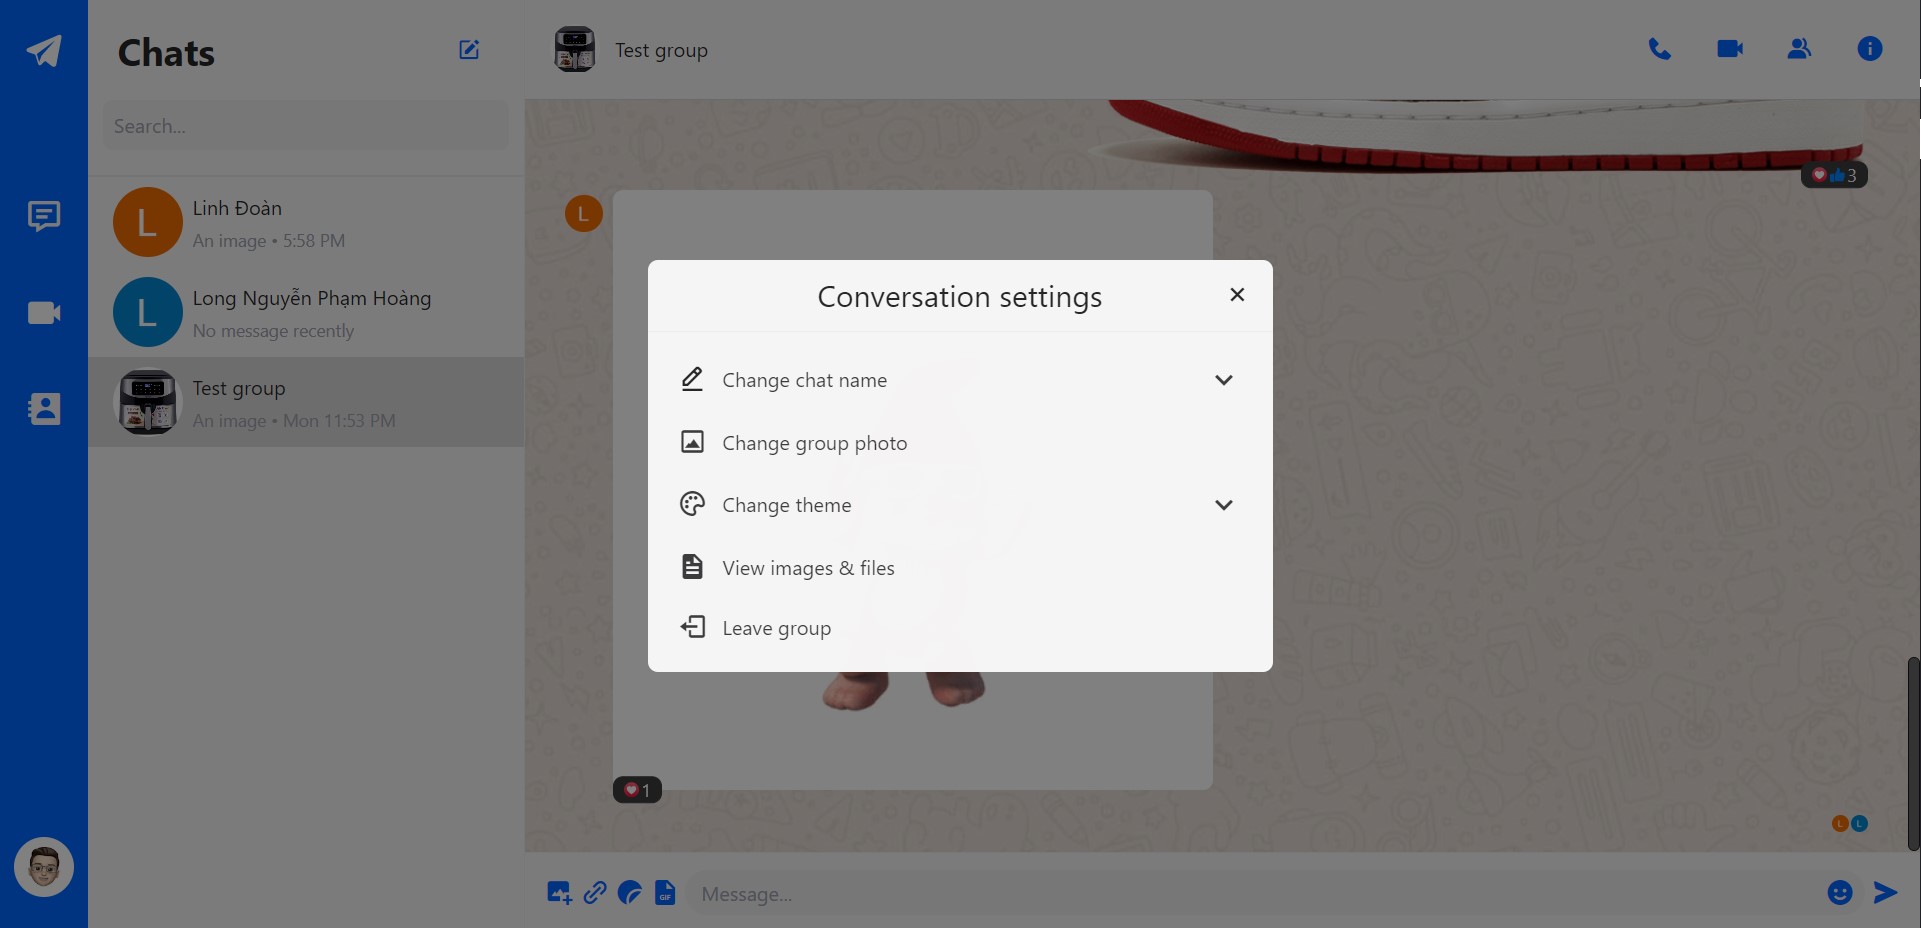 Chats
Search...
Linh Đoàn
An image • 5:58 PM
Long Nguyễn Phạm Hoàng
No message recently
Test group
An image • Mon 11:53 PM
L
L
Test group
3
L
1
L L
Conversation settings
Change chat name
Change group photo
Change theme
View images & files
Leave group
GIF
Message...